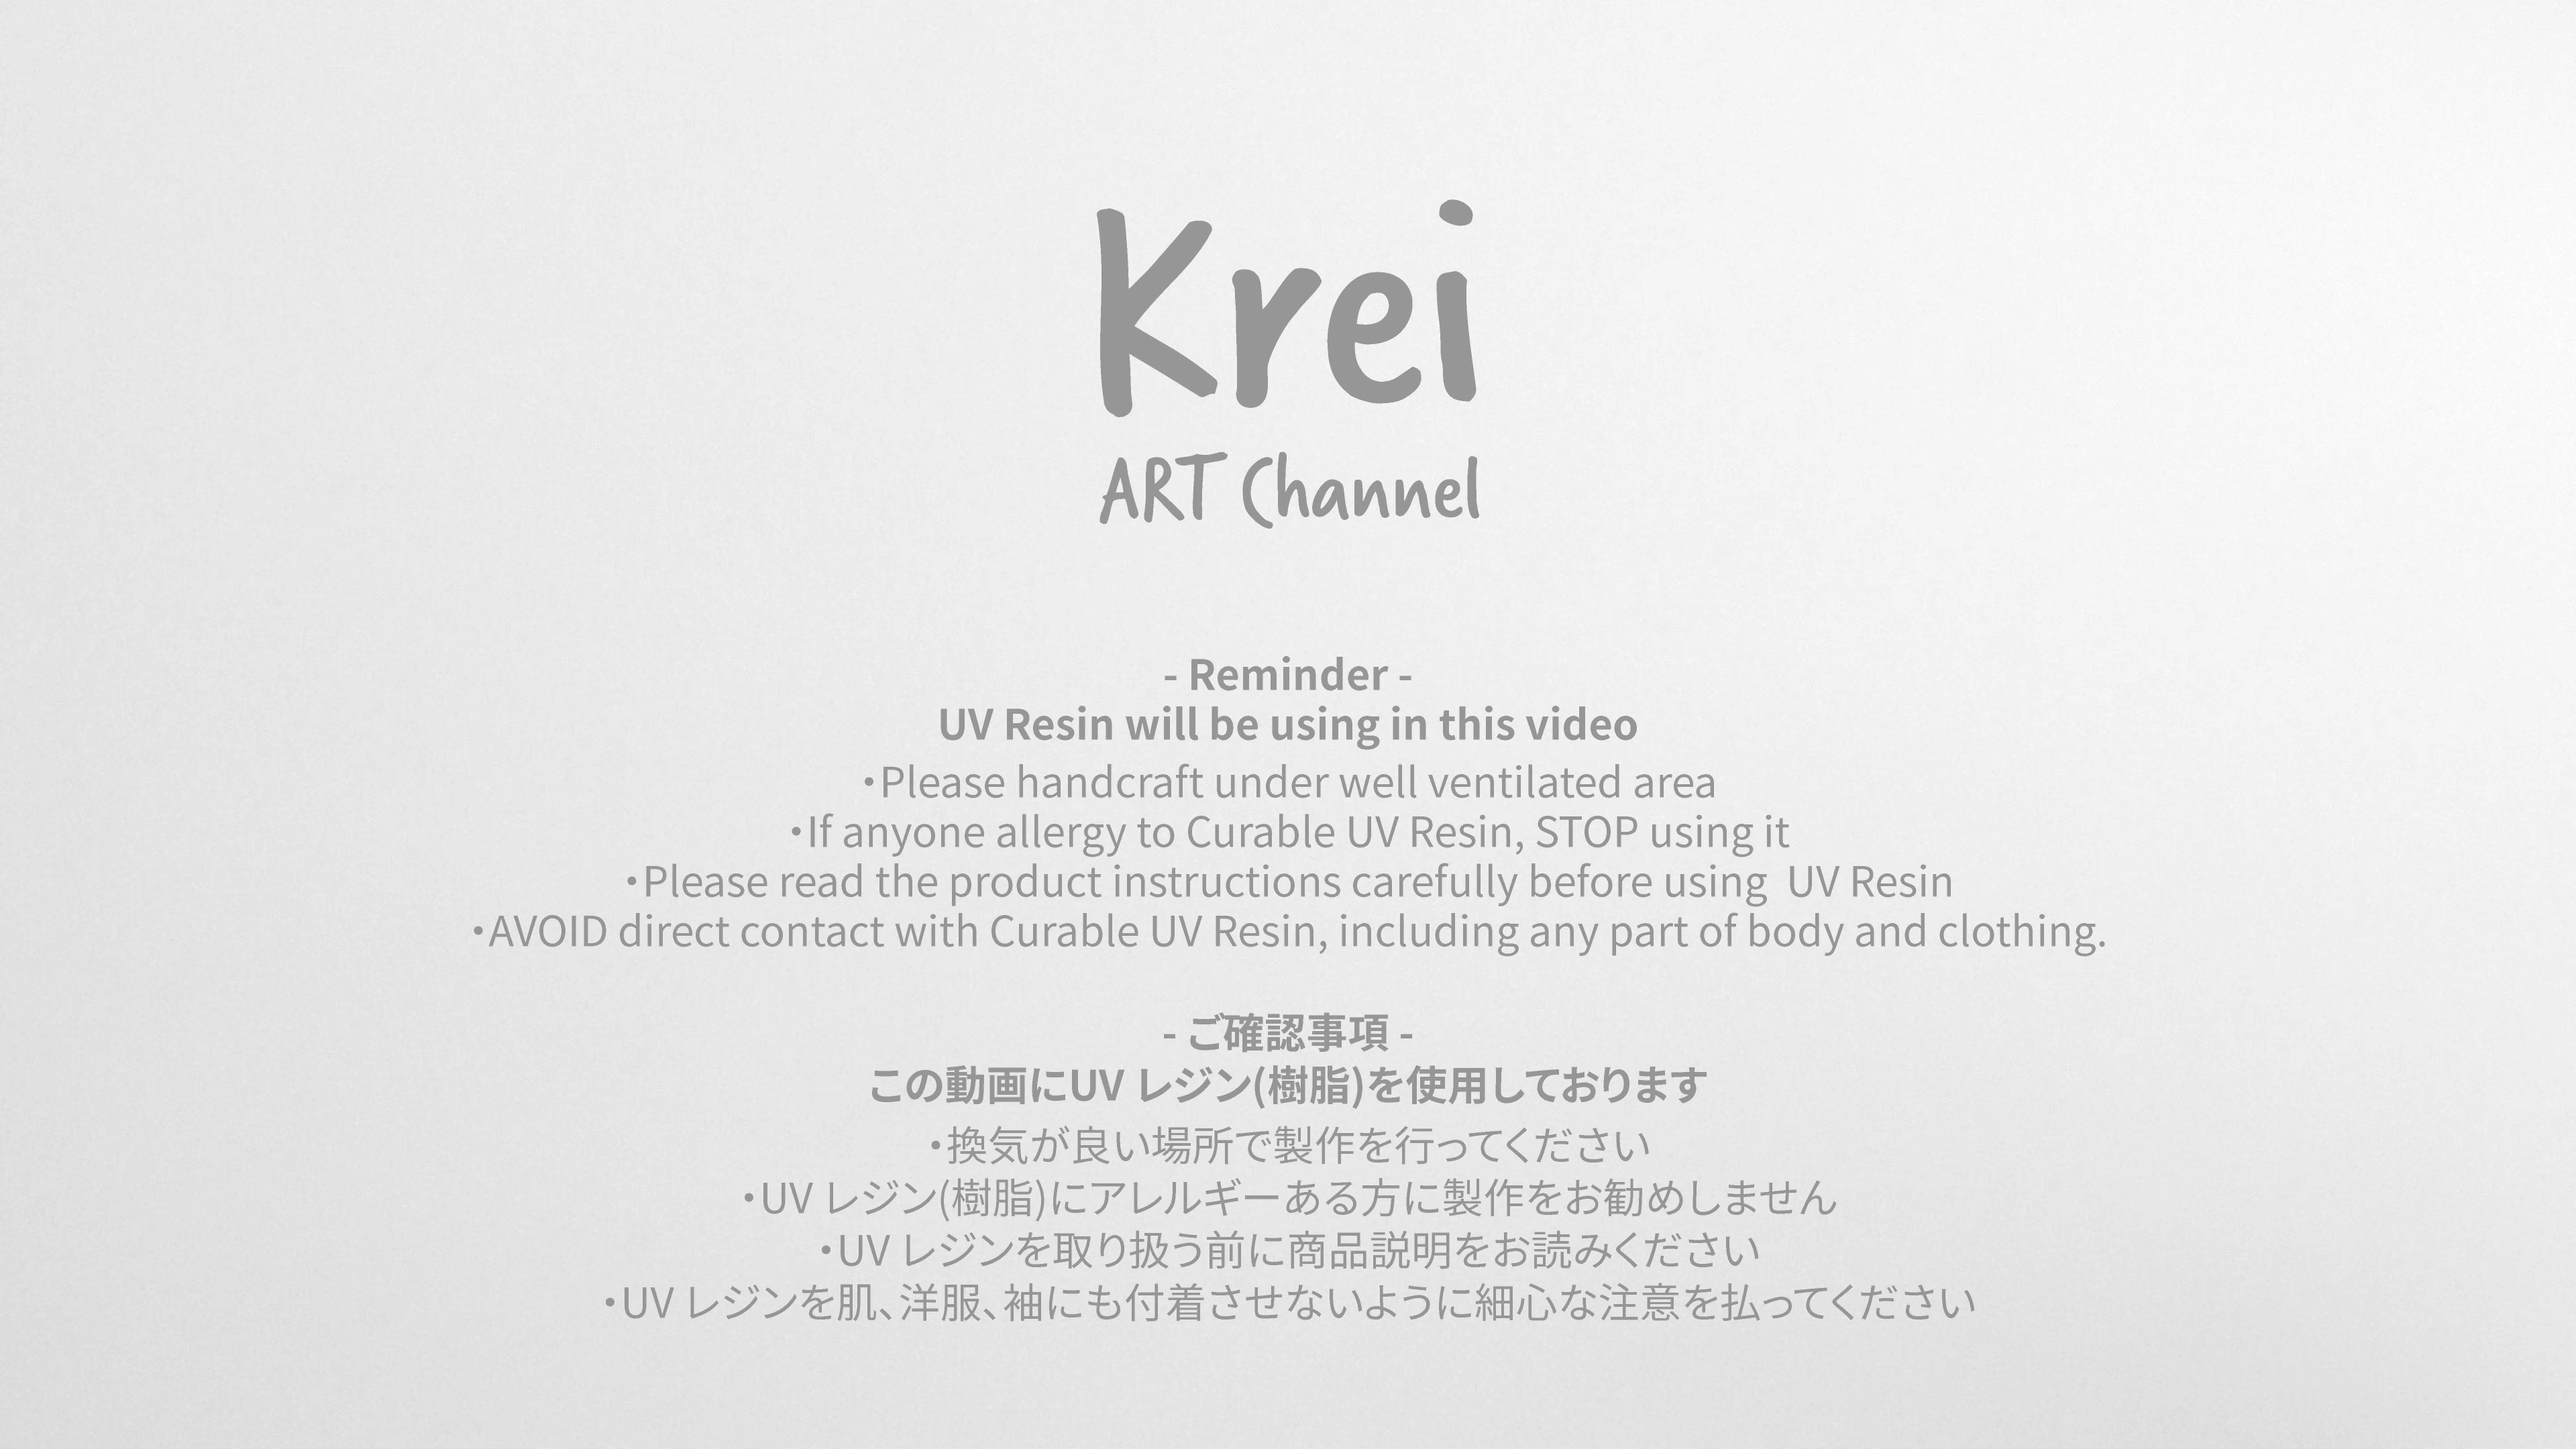 Krei
ART Channel
- Reminder -
UV Resin will be using in this video
・Please handcraft under well ventilated area
・If anyone allergy to Curable UV Resin, STOP using it
・Please read the product instructions carefully before using  UV Resin
・AVOID direct contact with Curable UV Resin, including any part of body and clothing.
- ご確認事項 -
この動画にUV レジン(樹脂)を使用しております
・換気が良い場所で製作を行ってください
・UV レジン(樹脂)にアレルギーある方に製作をお勧めしません
・UV レジンを取り扱う前に商品説明をお読みください
・UV レジンを肌、洋服、袖にも付着させないように細心な注意を払ってください